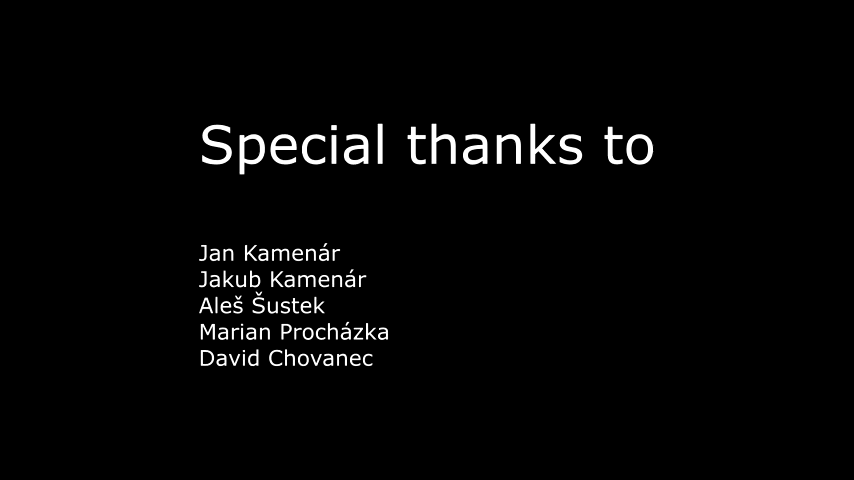 Special thanks to
Jan Kamenár
Jakub Kamenár
Aleš Šustek
Marian Procházka
David Chovanec